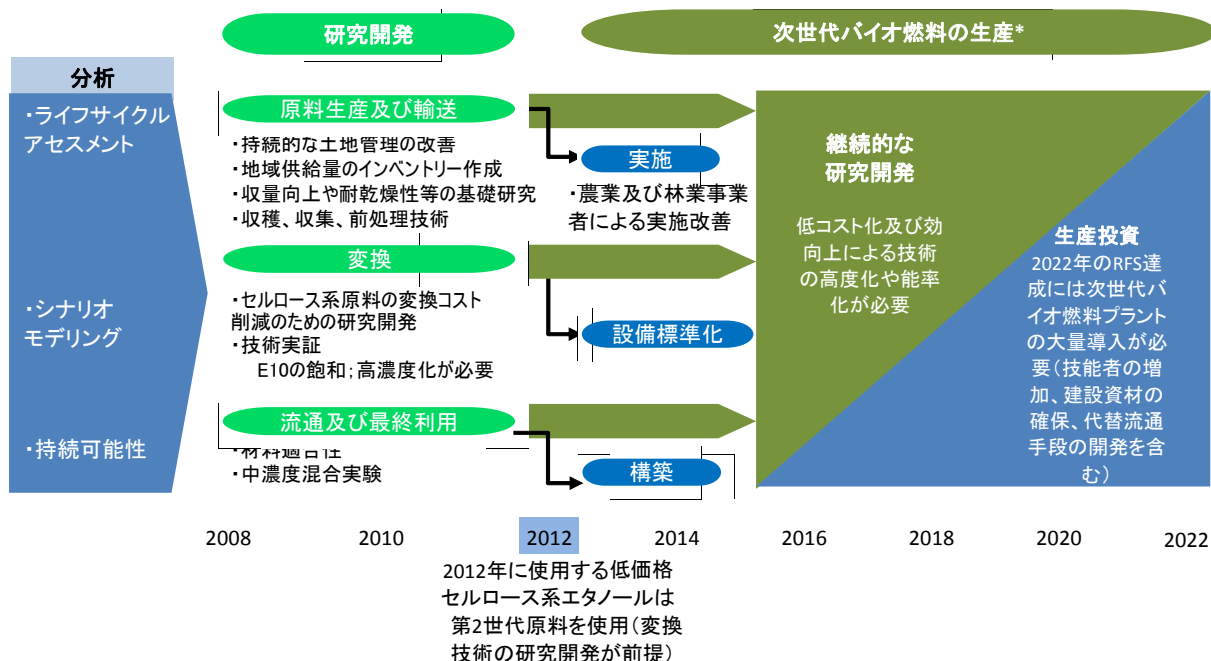 研究開発
次世代バイオ燃料の生産*
分析
・ライフサイクル
アセスメント
・シナリオ
モデリング
・持続可能性
原料生産及び輸送
・持続的な土地管理の改善
・地域供給量のインベントリー作成
・収量向上や耐乾燥性等の基礎研究
・収穫、収集、前処理技術
実施
・農業及び林業事業
者による実施改善
変換
・セルロース系原料の変換コスト
削減のための研究開発
・技術実証
E10の飽和；高濃度化が必要
設備標準化
流通及び最終利用
・材料適合性
・中濃度混合実験
構築
継続的な
研究開発
低コスト化及び効
向上による技術
の高度化や能率
化が必要
生産投資
2022年のRFS達
成には次世代バ
イオ燃料プラント
の大量導入が必
要（技能者の増
加、建設資材の
確保、代替流通
手段の開発を含
む）
2008
2010
2012
2014
2016
2018
2020
2022
2012年に使用する低価格
セルロース系エタノールは
第2世代原料を使用（変換
技術の研究開発が前提）